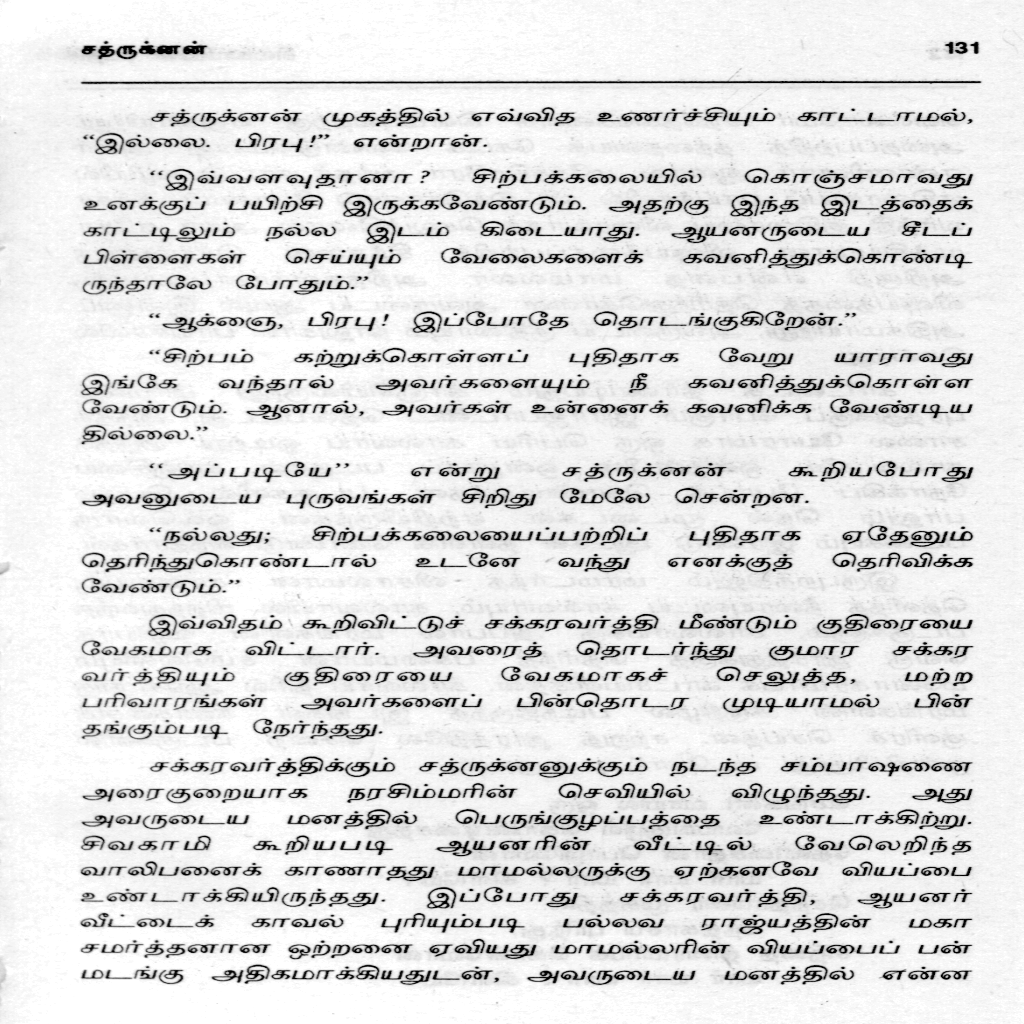 சத்ருக்னன் 131
சத்ருக்னன் முகத்தில் எவ்வித உணர்ச்சியும் காட்டாமல்,
“இல்லை. பிரபு!” என்றான்.
“இவ்வளவுதானா? சிற்பக்கலையில் கொஞ்சமாவது
உனக்குப் பயிற்சி இருக்கவேண்டும். அதற்கு இந்த இடத்தைக்
காட்டிலும் நல்ல இடம் கிடையாது. ஆயனருடைய சீடப்
பிள்ளைகள் செய்யும் வேலைகளைக் கவனித்துக்கொண்டி
ருந்தாலே போதும்.”
“ஆக்ஞை, பிரபு! இப்போதே தொடங்குகிறேன்.”
“சிற்பம் கற்றுக்கொள்ளப் புதிதாக வேறு யாராவது
இங்கே வந்தால் அவர்களையும் நீ கவனித்துக்கொள்ள
வேண்டும். ஆனால், அவர்கள் உன்னைக் கவனிக்க வேண்டிய
தில்லை.”
“அப்படியே” என்று சத்ருக்னன் கூறியபோது
அவனுடைய புருவங்கள் சிறிது மேலே சென்றன.
“நல்லது; சிற்பக்கலையைப்பற்றிப் புதிதாக ஏதேனும்
தெரிந்துகொண்டால் உடனே வந்து எனக்குத் தெரிவிக்க
வேண்டும்.”
இவ்விதம் கூறிவிட்டுச் சக்கரவர்த்தி மீண்டும் குதிரையை
வேகமாக விட்டார். அவரைத் தொடர்ந்து குமார சக்கர
வர்த்தியும் குதிரையை வேகமாகச் செலுத்த, மற்ற
பரிவாரங்கள் அவர்களைப் பின்தொடர முடியாமல் பின்
தங்கும்படி நேர்ந்தது.
சக்கரவர்த்திக்கும் சத்ருக்னனுக்கும் நடந்த சம்பாஷணை
அரைகுறையாக நரசிம்மரின் செவியில் விழுந்தது. அது
அவருடைய மனத்தில் பெருங்குழப்பத்தை உண்டாக்கிற்று.
சிவகாமி கூறியபடி ஆயனரின் வீட்டில் வேலெறிந்த
வாலிபனைக் காணாதது மாமல்லருக்கு ஏற்கனவே வியப்பை
உண்டாக்கியிருந்தது. இப்போது சக்கரவர்த்தி, ஆயனர்
வீட்டைக் காவல் புரியும்படி பல்லவ ராஜ்யத்தின் மகா
சமர்த்தனான ஒற்றனை ஏவியது மாமல்லரின் வியப்பைப் பன்
மடங்கு அதிகமாக்கியதுடன், அவருடைய மனத்தில் என்ன